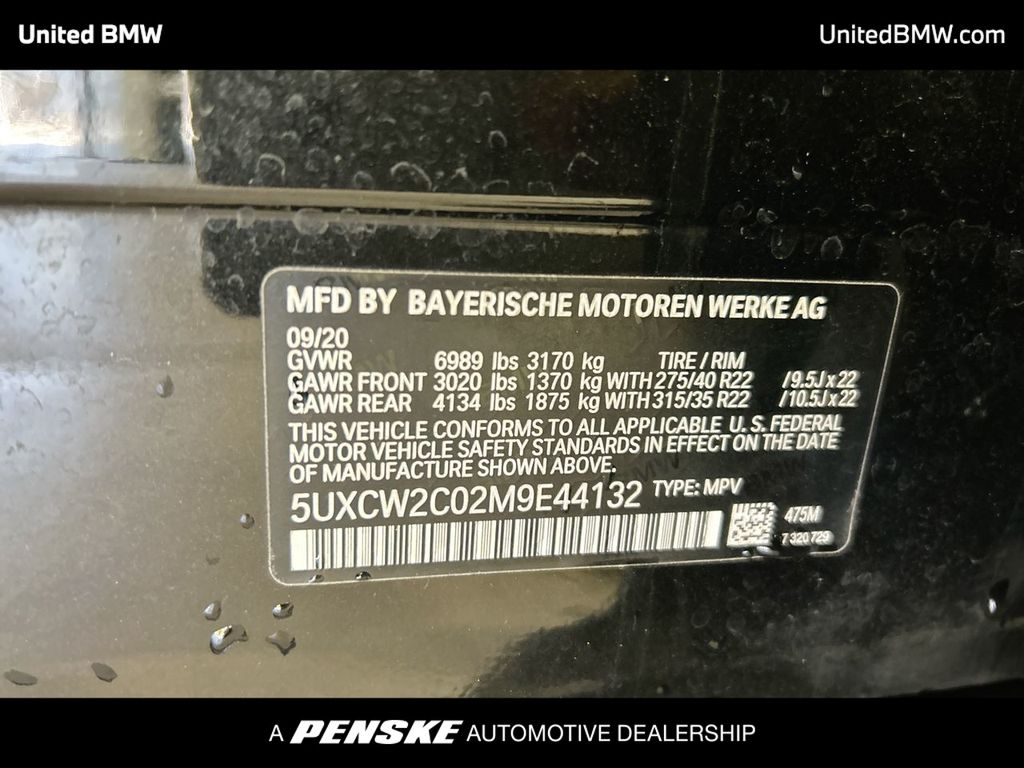 United BMW
UnitedBMW.com
MFD BY BAYERISCHE MOTOREN WERKE AG
09/20
GVWR 6989 lbs 3170 kg TIRE / RIM
GAWR FRONT 3020 lbs 1370 kg WITH 275/40 R22 /9.5J x 22
GAWR REAR 4134 lbs 1875 kg WITH 315/35 R22 /10.5J x 22
THIS VEHICLE CONFORMS TO ALL APPLICABLE U. S. FEDERAL
MOTOR VEHICLE SAFETY STANDARDS IN EFFECT ON THE DATE
OF MANUFACTURE SHOWN ABOVE.
5UXCW2C02M9E44132 TYPE: MPV
475M
7 320 729
A PENSKE AUTOMOTIVE DEALERSHIP